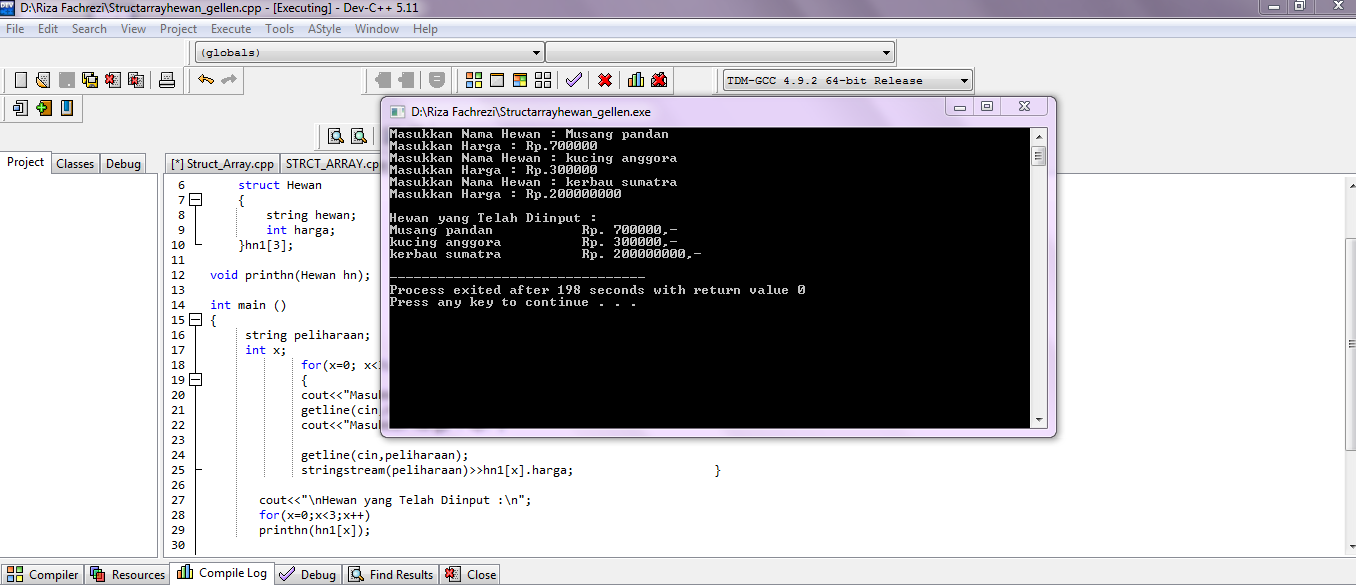 D:\Riza Fachrezi\Structarrayhewan_gellen.cpp - [Executing] - Dev-C++ 5.11
File Edit Search View Project Execute Tools AStyle Window Help
(globals)
TDM-GCC 4.9.2 64-bit Release
Project Classes Debug
[*] Struct_Array.cpp STRCT_ARRAY.cp
6 struct Hewan
7 {
8 string hewan;
9 int harga;
10 }hn1[3];
11
12 void printhn(Hewan hn);
13
14 int main ()
15 {
16 string peliharaan;
17 int x;
18 for(x=0; x<
19 {
20 cout<<"Masu
21 getline(cin
22 cout<<"Masu
23
24 getline(cin,peliharaan);
25 stringstream(peliharaan)>>hn1[x].harga; }
26
27 cout<<"\nHewan yang Telah Diinput :\n";
28 for(x=0;x<3;x++)
29 printhn(hn1[x]);
30
D:\Riza Fachrezi\Structarrayhewan_gellen.exe
Masukkan Nama Hewan : Musang pandan
Masukkan Harga : Rp.700000
Masukkan Nama Hewan : kucing anggora
Masukkan Harga : Rp.300000
Masukkan Nama Hewan : kerbau sumatra
Masukkan Harga : Rp.200000000
Hewan yang Telah Diinput :
Musang pandan Rp. 700000,-
kucing anggora Rp. 300000,-
kerbau sumatra Rp. 200000000,-
--------------------------------
Process exited after 198 seconds with return value 0
Press any key to continue . . .
Compiler Resources Compile Log Debug Find Results Close